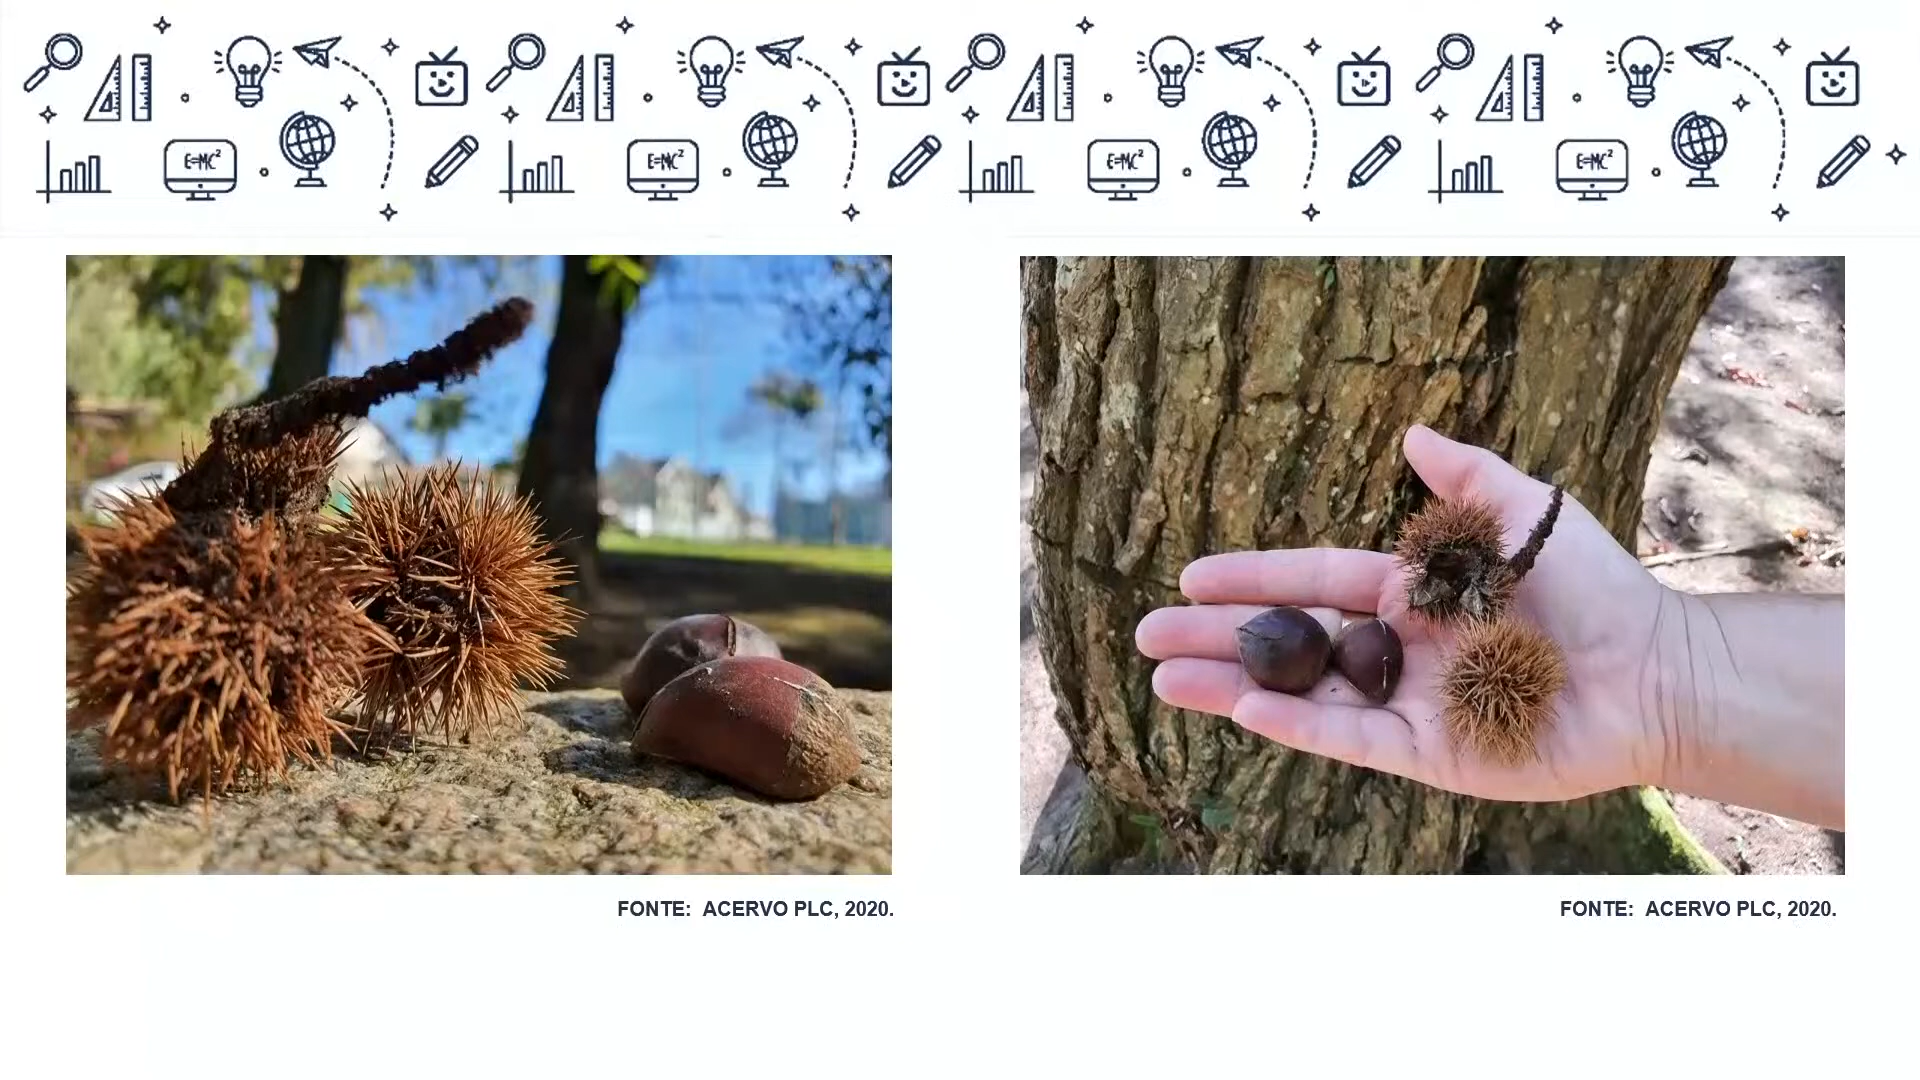 E=MC²
E=MC²
E=MC²
E=MC²
FONTE: ACERVO PLC, 2020.
FONTE: ACERVO PLC, 2020.